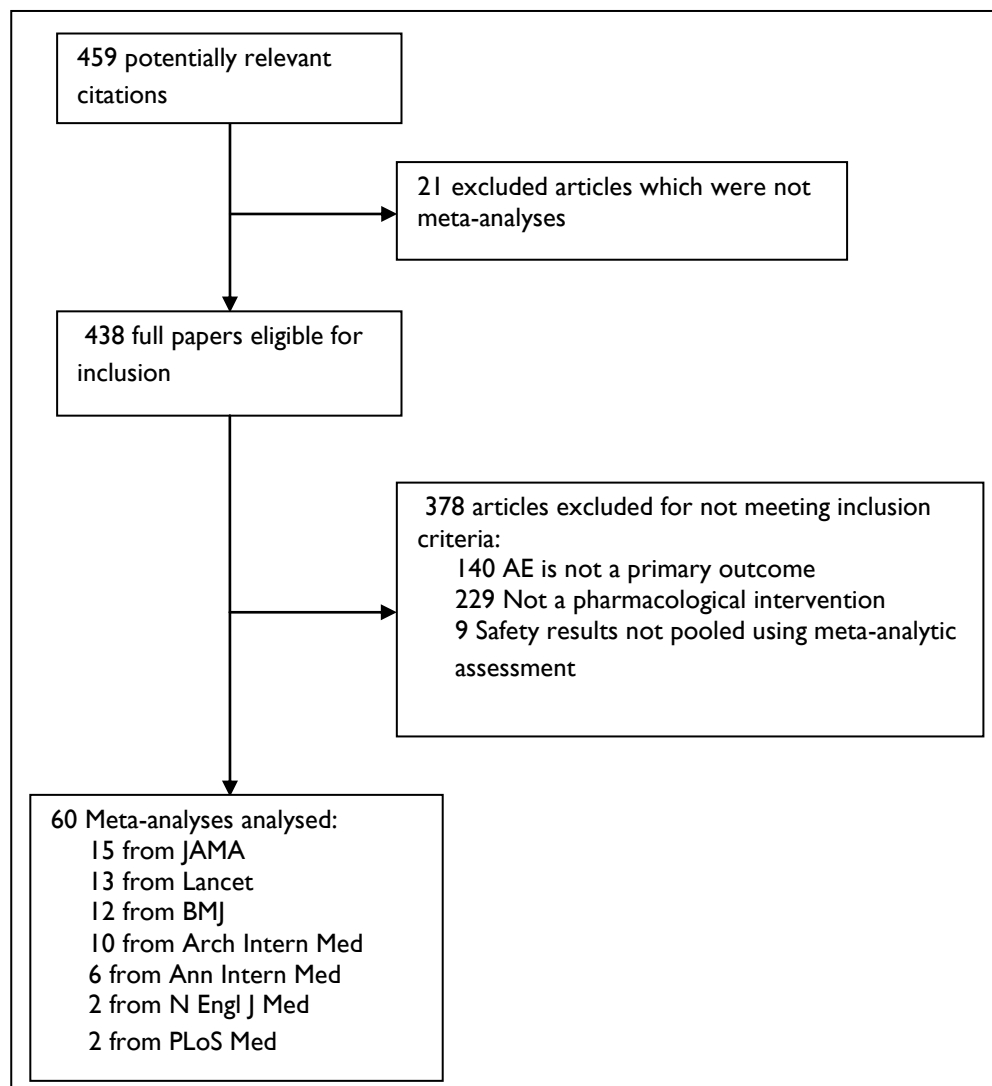 459 potentially relevant
citations
21 excluded articles which were not
meta-analyses
438 full papers eligible for
inclusion
378 articles excluded for not meeting inclusion
criteria:
140 AE is not a primary outcome
229 Not a pharmacological intervention
9 Safety results not pooled using meta-analytic
assessment
60 Meta-analyses analysed:
15 from JAMA
13 from Lancet
12 from BMJ
10 from Arch Intern Med
6 from Ann Intern Med
2 from N Engl J Med
2 from PLoS Med